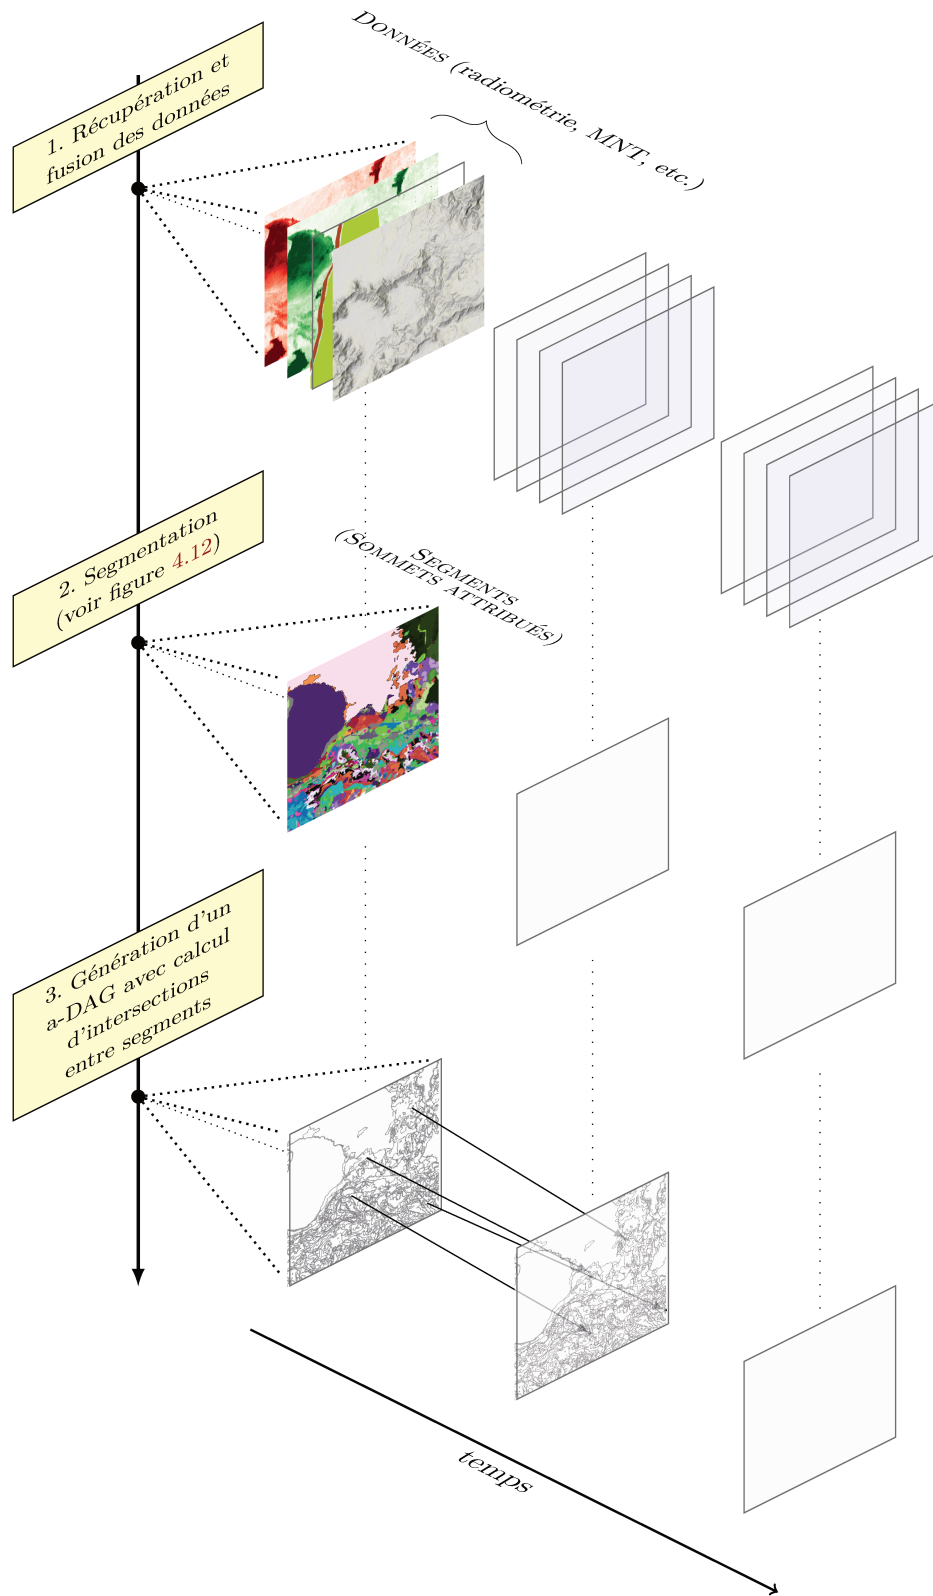 DONNÉES (radiométrie, MNT, etc.)
1. Récupération et
fusion des données
2. Segmentation
(voir figure 4.12)
SEGMENTS
(SOMMETS ATTRIBUÉS)
3. Génération d'un
a-DAG avec calcul
d'intersections
entre segments
temps